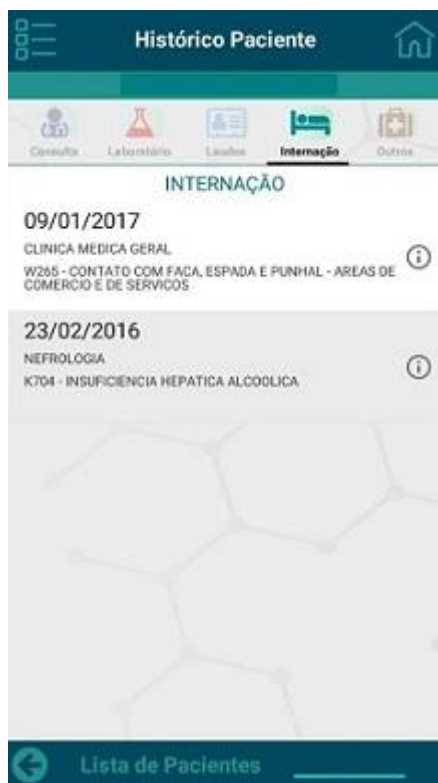 Histórico Paciente
Consulta
Laboratório
Laudos
Internação
Outros
INTERNAÇÃO
09/01/2017
CLINICA MEDICA GERAL
W265 - CONTATO COM FACA, ESPADA E PUNHAL - AREAS DE
COMERCIO E DE SERVICOS
23/02/2016
NEFROLOGIA
K704 - INSUFICIENCIA HEPATICA ALCOOLICA
Lista de Pacientes